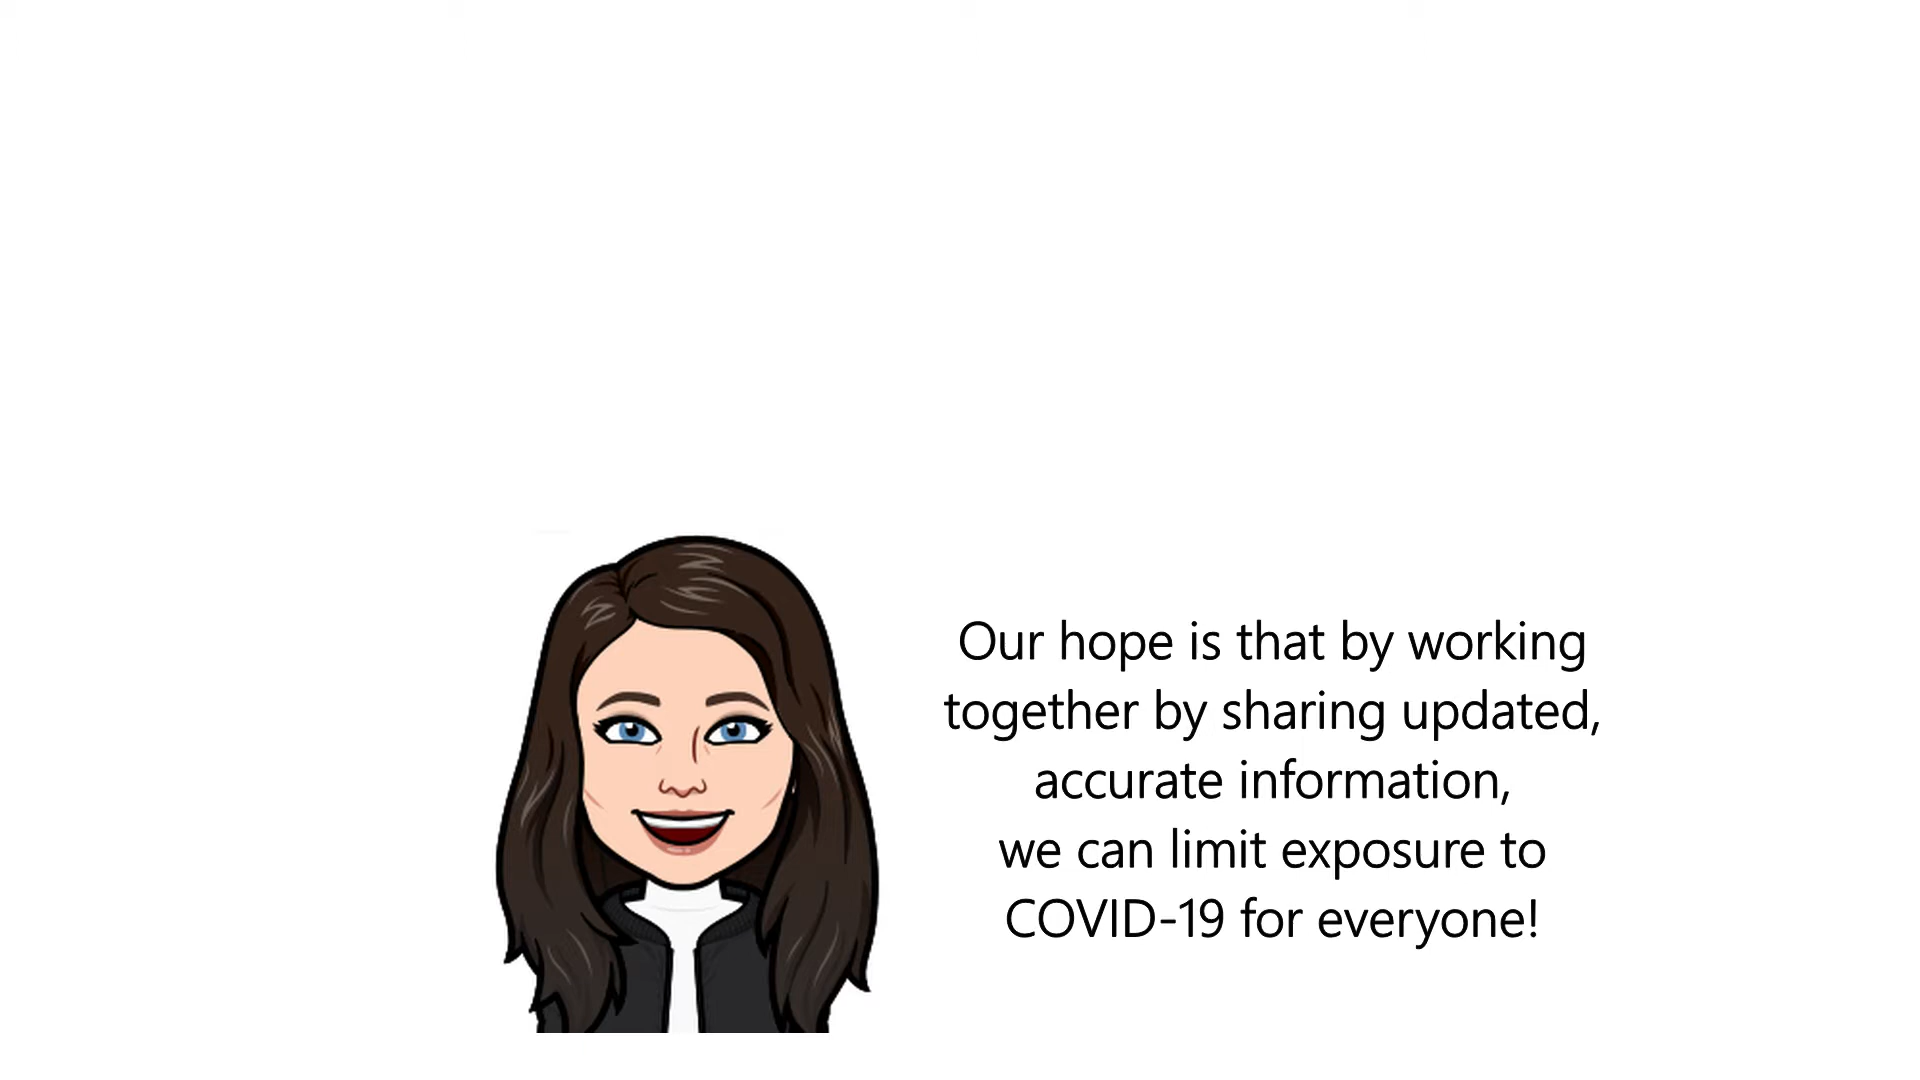 Our hope is that by working
together by sharing updated,
accurate information,
we can limit exposure to
COVID-19 for everyone!